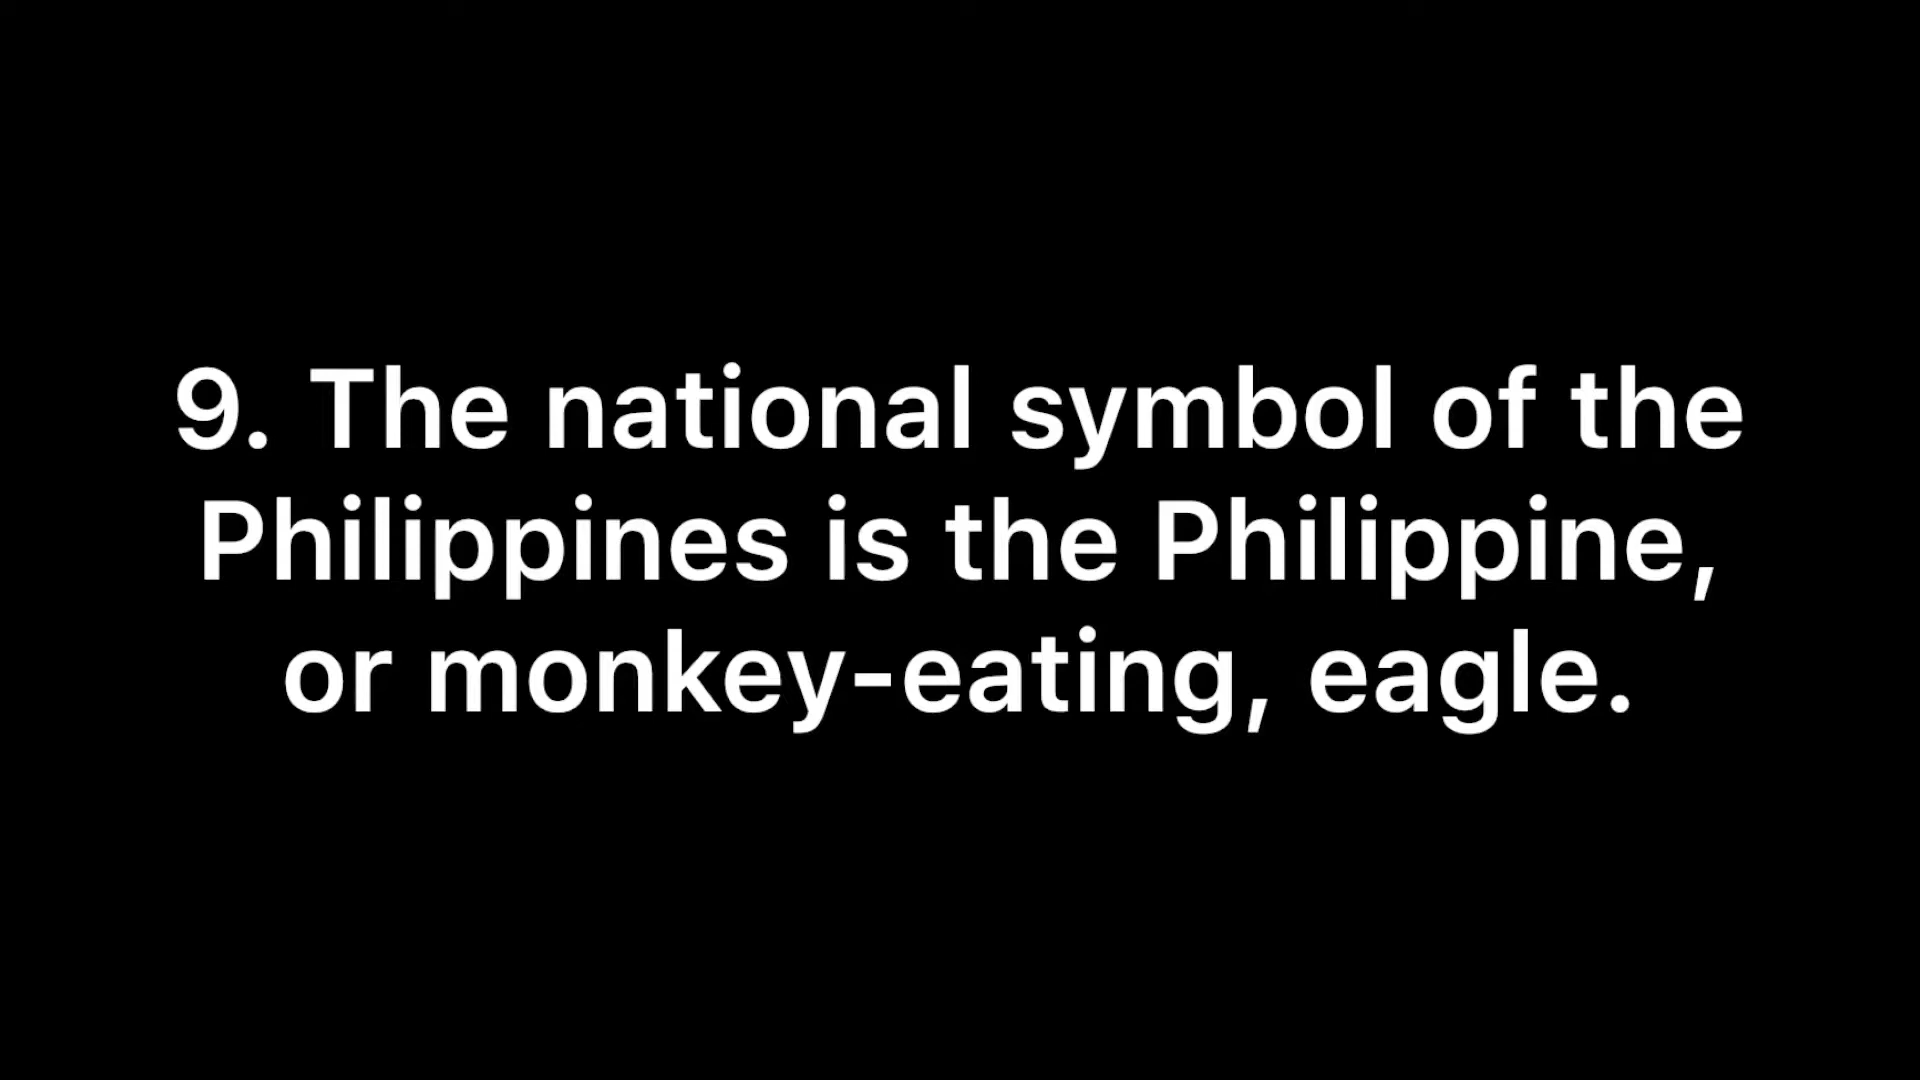 9. The national symbol of the
Philippines is the Philippine,
or monkey-eating, eagle.